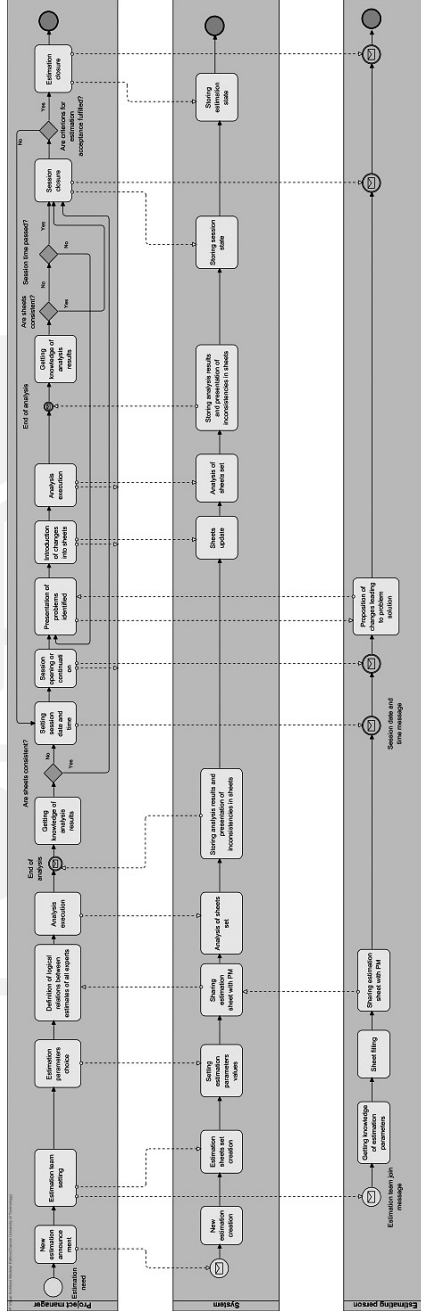 Project manager
Estimation
need
New
estimation
announce
ment
Estimation team
setting
Estimation
parameters
choice
Definition of logical
relations between
estimates of all experts
Analysis
execution
End of
analysis
Getting
knowledge of
analysis
results
Are sheets consistent?
No
Yes
Setting
session
date and
time
Session
opening or
continuati
on
Presentation of
problems
identified
Introduction
of changes
into sheets
Analysis
execution
End of analysis
Getting
knowledge of
analysis
results
Are sheets
consistent?
No
Yes
Session time passed?
Yes
No
Session
closure
Are criterions for
estimation
acceptance fulfilled?
Yes
No
Estimation
closure
System
New
estimation
creation
Estimation
sheets set
creation
Setting
estimation
parameters
values
Sharing
estimation
sheet with PM
Analysis of sheets
set
Storing analysis results
and presentation of
inconsistencies in sheets
Sheets
update
Analysis of
sheets set
Storing analysis results
and presentation of
inconsistencies in sheets
Storing session
state
Storing
estimation
state
Estimating person
Estimation team join
message
Getting knowledge
of estimation
parameters
Sheet filling
Sharing estimation
sheet with PM
Session date and
time message
Proposition of
changes leading
to problem
solution